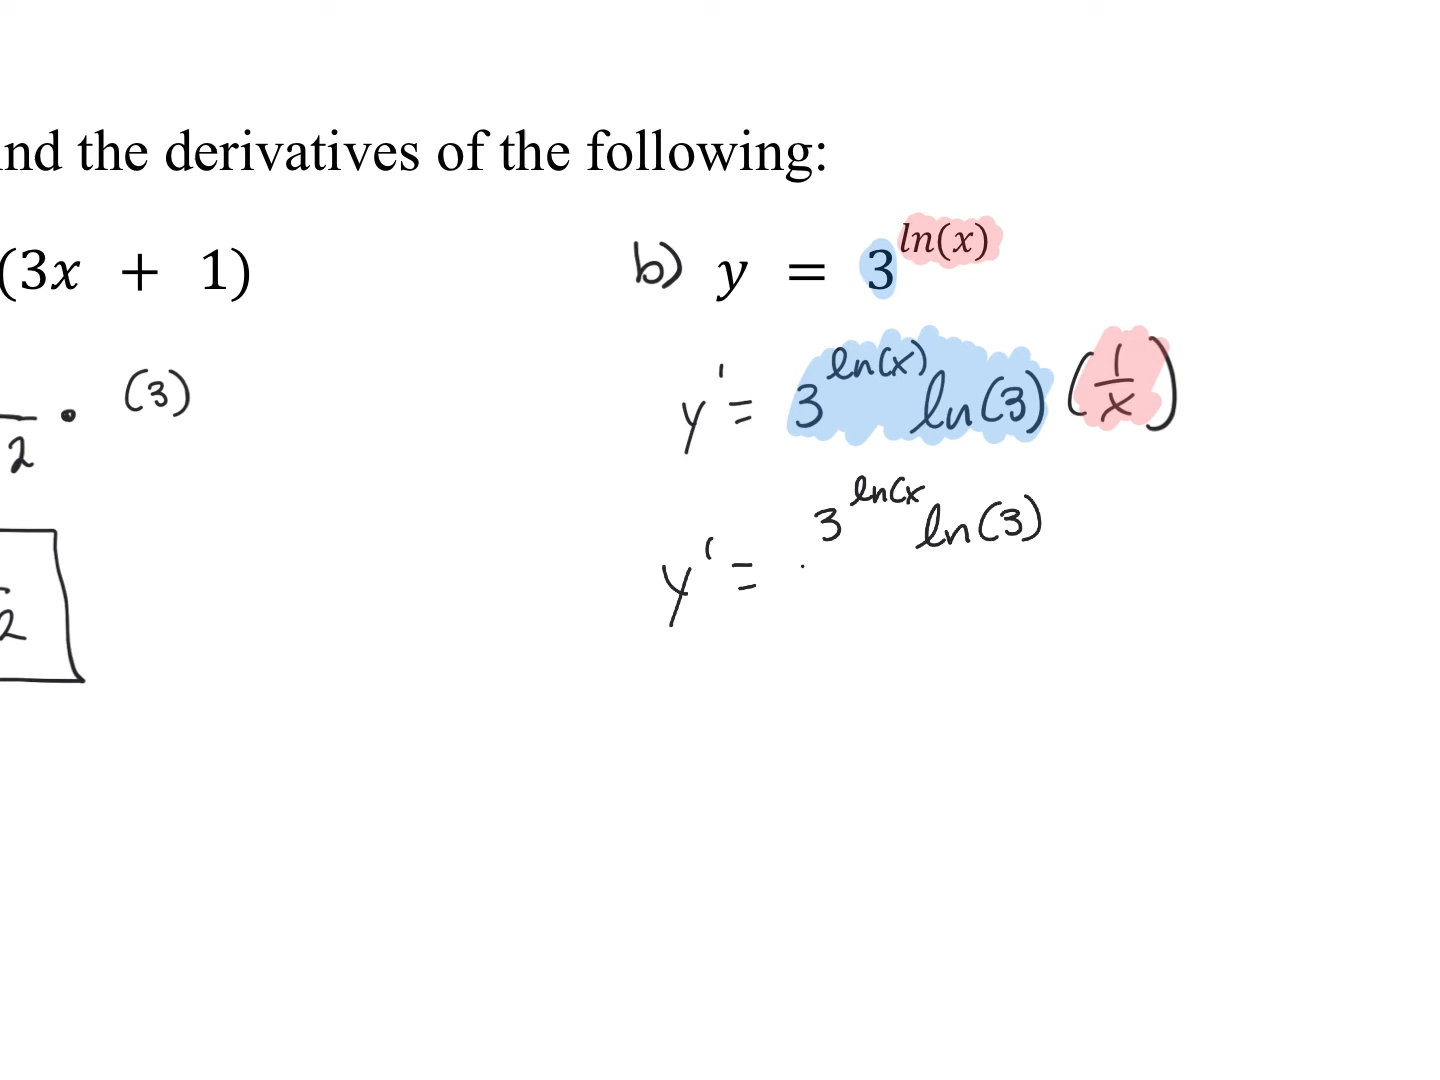 nd the derivatives of the following:
(3x + 1)
2 • (3)
2
b) y = 3^ln(x)
y' = 3^ln(x) ln(3) (1/x)
y' = 3^ln(x ln(3)